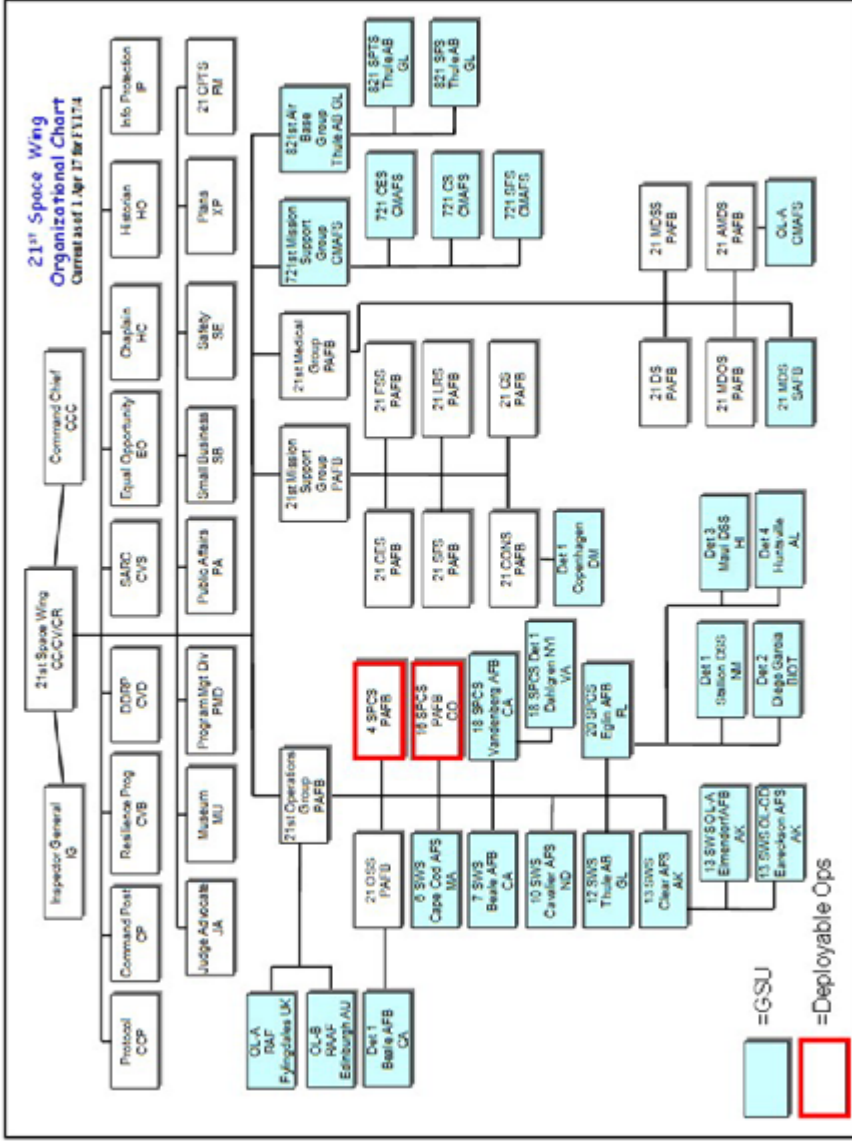 21st Space Wing
Organizational Chart
Current as of 1 Apr 17 for FY17/4
21st Space Wing
CC/CV/CR
Inspector General
IG
Command Chief
CCC
Protocol
CCP
Command Post
CP
Resilience Prog
CVB
DDRP
CVD
SARC
CVS
Equal Opportunity
EO
Chaplain
HC
Historian
HO
Info Protection
IP
Judge Advocate
JA
Museum
MU
Program Mgt Div
PMD
Public Affairs
PA
Small Business
SB
Safety
SE
Plans
XP
21 CPTS
FM
21st Operations
Group
PAFB
21st Mission
Support
Group
PAFB
21st Medical
Group
PAFB
721st Mission
Support
Group
CMAFS
821st Air
Base
Group
Thule AB GL
OL-A
RAF
Fylingdales UK
OL-B
RAAF
Edinburgh AU
Det 1
Beale AFB
CA
21 OSS
PAFB
4 SPCS
PAFB
6 SWS
Cape Cod AFS
MA
16 SPCS
PAFB
CO
7 SWS
Beale AFB
CA
18 SPCS
Vandenberg AFB
CA
18 SPCS Det 1
Dahlgren
VA
10 SWS
Cavalier AFS
ND
12 SWS
Thule AB
GL
20 SPCS
Eglin AFB
FL
13 SWS
Clear AFS
AK
13 SWS OL-A
Elmendorf AFB
AK
13 SWS OL-CD
Eareckson AFS
AK
Det 1
Stallion DSS
NM
Det 3
Maui DSS
HI
Det 2
Diego Garcia
BIOT
Det 4
Huntsville
AL
21 CES
PAFB
21 FSS
PAFB
21 SFS
PAFB
21 LRS
PAFB
21 CONS
PAFB
21 CS
PAFB
Det 1
Copenhagen
DM
21 DS
PAFB
21 MDSS
PAFB
21 MDOS
PAFB
21 AMDS
PAFB
21 MDS
SAFB
OL-A
CMAFS
721 CES
CMAFS
721 CS
CMAFS
721 SFS
CMAFS
821 SPTS
Thule AB
GL
821 SFS
Thule AB
GL
=GSU
=Deployable Ops